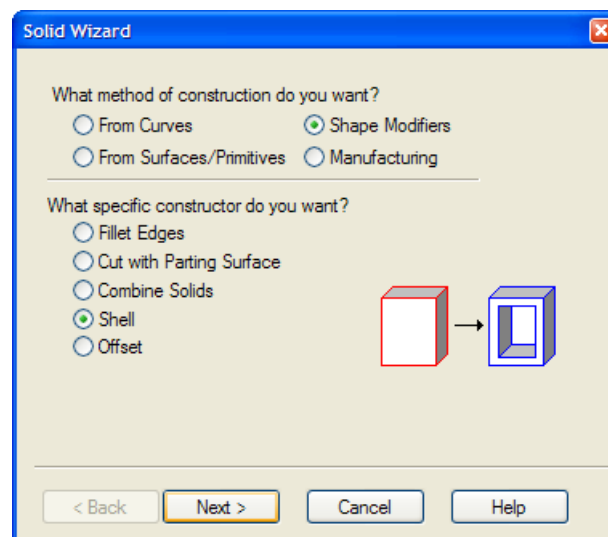 Solid Wizard
What method of construction do you want?
From Curves Shape Modifiers
From Surfaces/Primitives Manufacturing
What specific constructor do you want?
Fillet Edges
Cut with Parting Surface
Combine Solids
Shell
Offset
< Back Next > Cancel Help